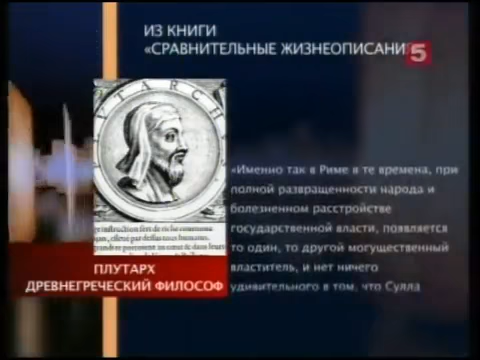 ИЗ КНИГИ
«СРАВНИТЕЛЬНЫЕ ЖИЗНЕОПИСАНИ
5
UTARCH
«Именно так в Риме в те времена, при
полной развращенности народа и
болезненном расстройстве
государственной власти, появляется
то один, то другой могущественный
властитель, и нет ничего
удивительного в том, что Сулла
ПЛУТАРХ
ДРЕВНЕГРЕЧЕСКИЙ ФИЛОСОФ